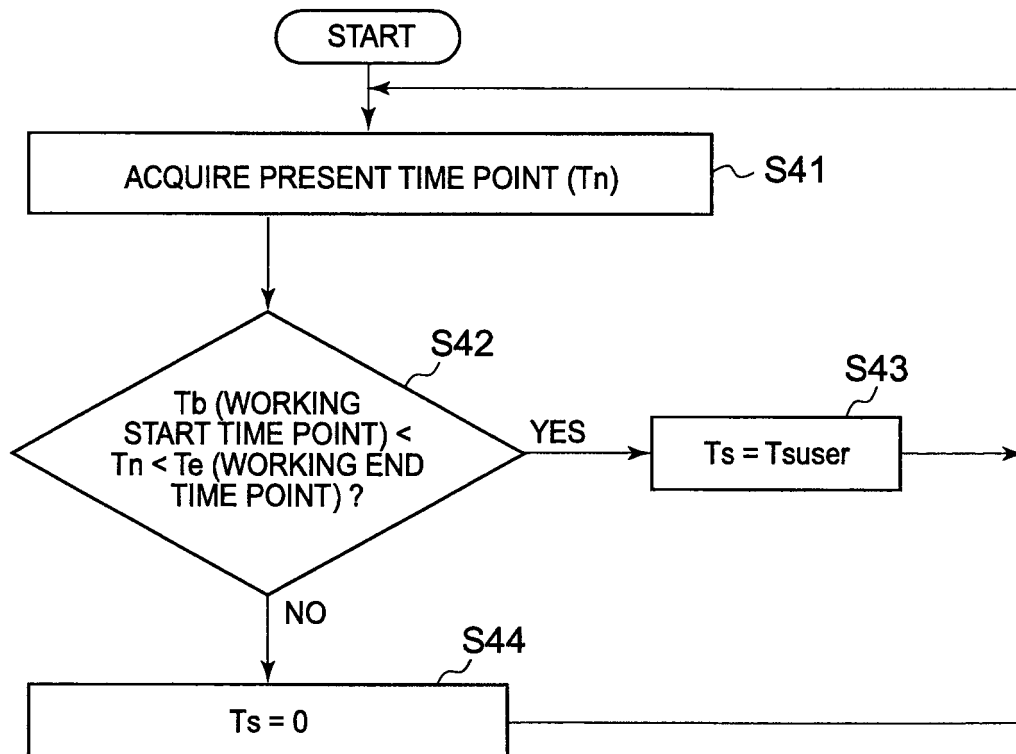 START
ACQUIRE PRESENT TIME POINT (Tn)
S41
S42
Tb (WORKING
START TIME POINT) <
Tn < Te (WORKING END
TIME POINT) ?
YES
S43
Ts = Tsuser
NO
S44
Ts = 0